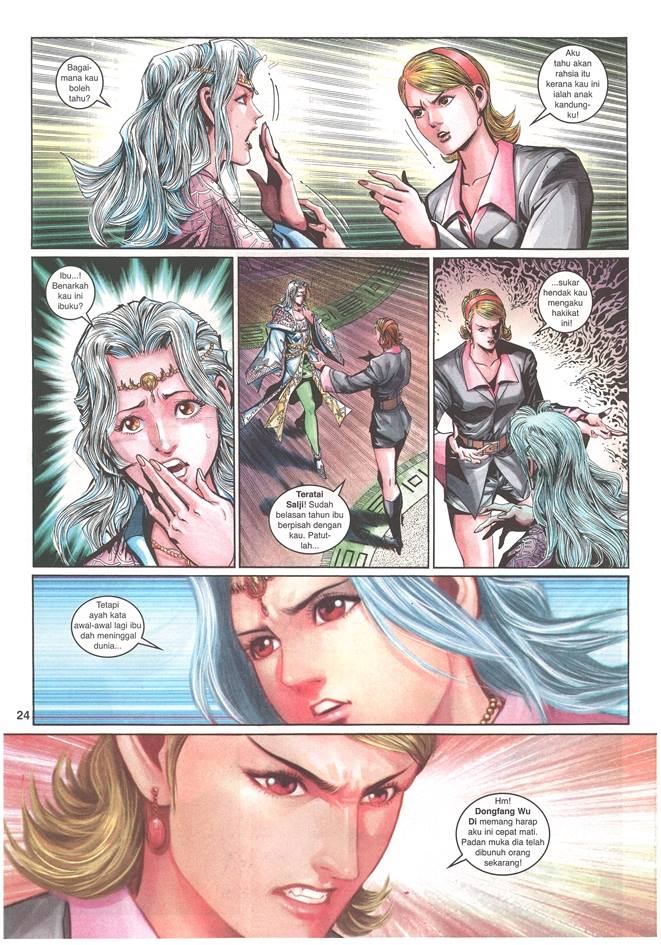 Bagai-
mana kau
boleh
tahu?
Aku
tahu akan
rahsia itu
kerana kau ini
ialah anak
kandung-
ku!
Ibu...!
Benarkah
kau ini
ibuku?
Teratai
Salji! Sudah
belasan tahun ibu
berpisah dengan
kau. Patut-
lah...
...sukar
hendak kau
mengaku
hakikat
ini!
Tetapi
ayah kata
awal-awal lagi ibu
dah meninggal
dunia...
24
Hm!
Dongfang Wu
Di memang harap
aku ini cepat mati.
Padan muka dia telah
dibunuh orang
sekarang!